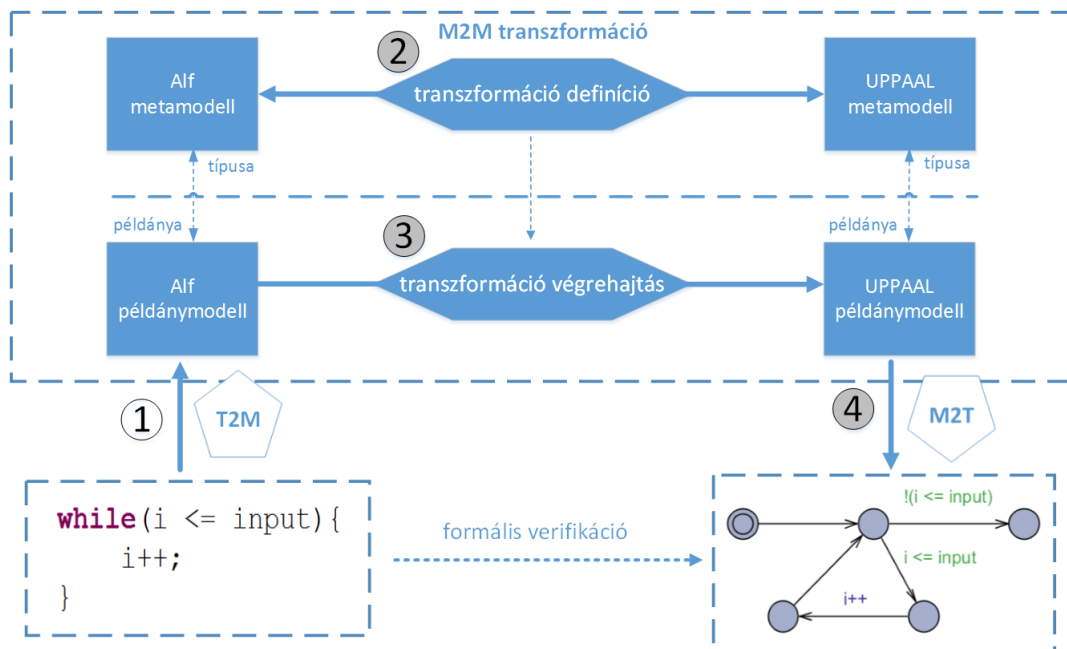 M2M transzformáció
2
Alf
metamodell
transzformáció definíció
UPPAAL
metamodell
típusa
típusa
példánya
példánya
3
Alf
példánymodell
transzformáció végrehajtás
UPPAAL
példánymodell
1
T2M
4
M2T
while(i <= input){
i++;
}
formális verifikáció
!(i <= input)
i <= input
i++